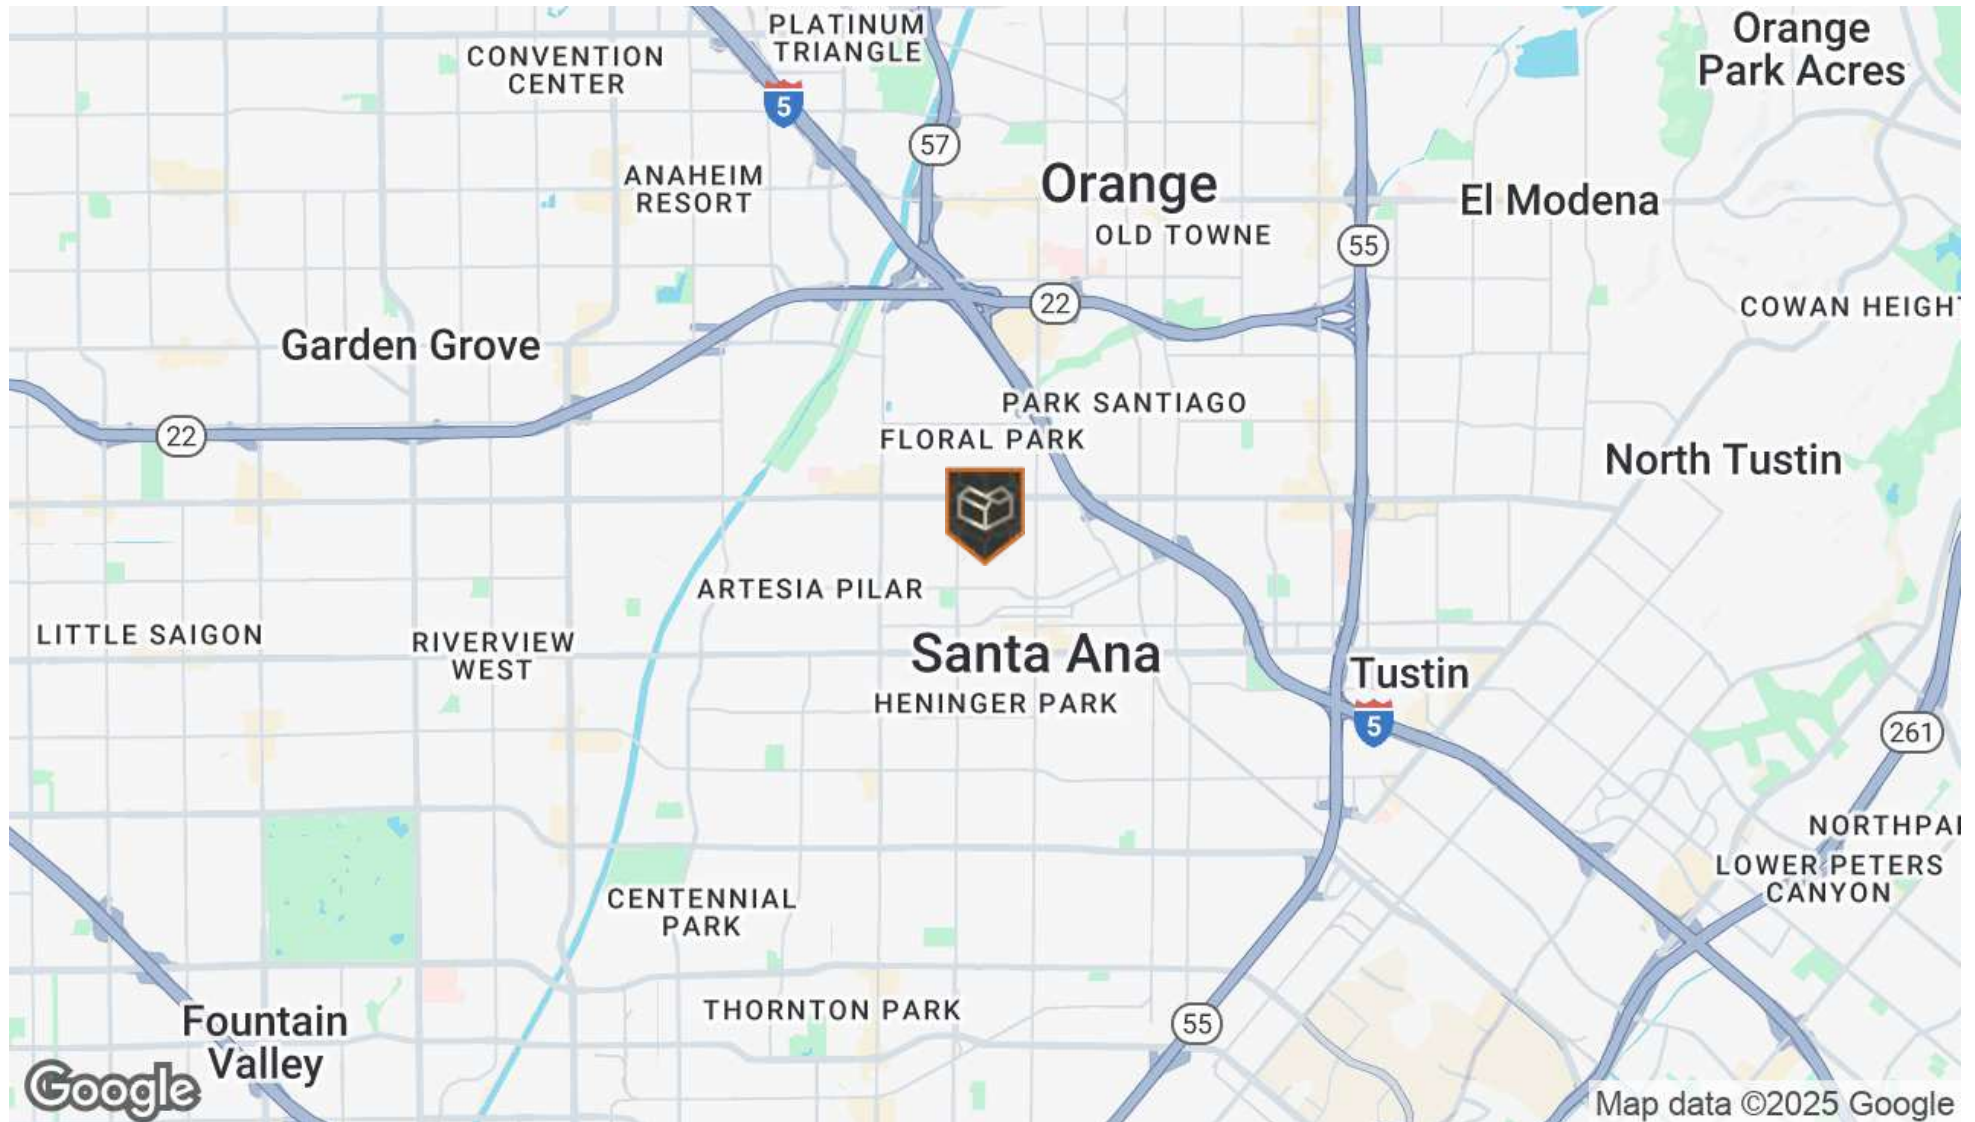 PLATINUM
TRIANGLE
Orange
Park Acres
CONVENTION
CENTER
5
57
ANAHEIM
RESORT
Orange
El Modena
OLD TOWNE
55
22
COWAN HEIGHT
Garden Grove
PARK SANTIAGO
22
FLORAL PARK
North Tustin
ARTESIA PILAR
LITTLE SAIGON
RIVERVIEW
WEST
Santa Ana
Tustin
HENINGER PARK
5
261
NORTHPA
LOWER PETERS
CANYON
CENTENNIAL
PARK
THORNTON PARK
Fountain
Valley
55
Google
Map data ©2025 Google